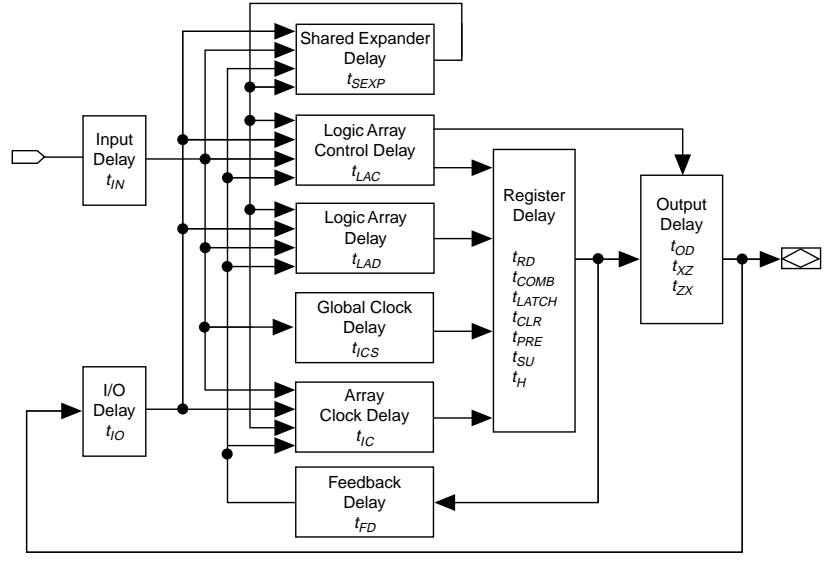 Shared Expander
Delay
tSEXP
Input
Delay
tIN
Logic Array
Control Delay
tLAC
Logic Array
Delay
tLAD
Global Clock
Delay
tICS
I/O
Delay
tIO
Array
Clock Delay
tIC
Feedback
Delay
tFD
Register
Delay
tRD
tCOMB
tLATCH
tCLR
tPRE
tSU
tH
Output
Delay
tOD
tXZ
tZX